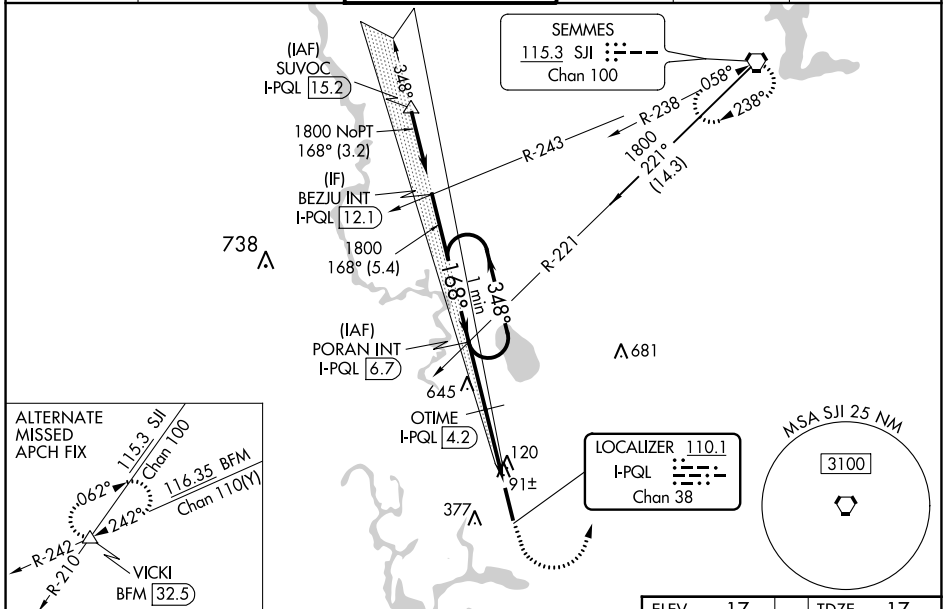 SEMMES
115.3 SJI
Chan 100
(IAF)
SUVOC
I-PQL 15.2
348°
058°
238°
R-238
R-243
1800
221°
(14.3)
R-221
1800 NoPT
168° (3.2)
(IF)
BEZJU INT
I-PQL 12.1
1800
168° (5.4)
738
168°
1 min
348°
(IAF)
PORAN INT
I-PQL 6.7
681
645
OTIME
I-PQL 4.2
120
91±
377
LOCALIZER 110.1
I-PQL
Chan 38
MSA SJI 25 NM
3100
ALTERNATE
MISSED
APCH FIX
115.3 SJI
Chan 100
116.35 BFM
Chan 110(Y)
062°
242°
R-242
R-210
VICKI
BFM 32.5
ELEV 17
TDZE 17